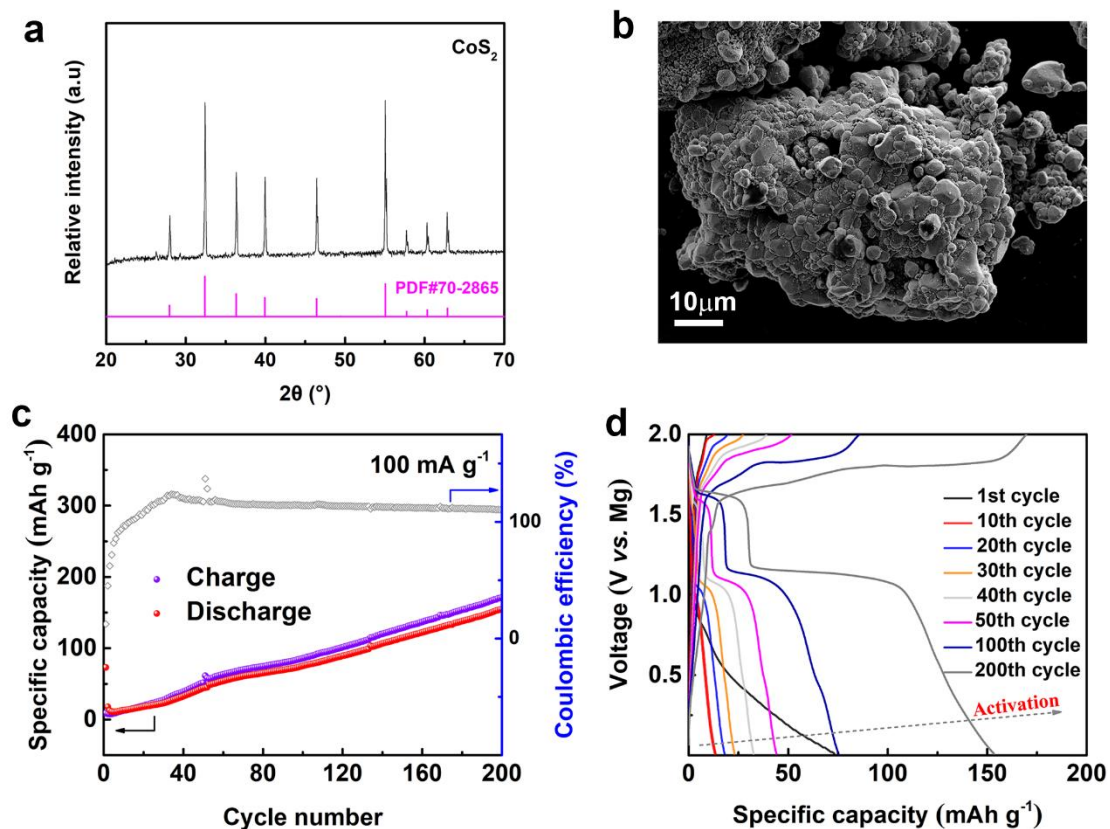 a
CoS₂
Relative intensity (a.u)
PDF#70-2865
20 30 40 50 60 70
2θ (°)
b
10μm
c
400
350
300
250
200
150
100
50
0
Specific capacity (mAh g⁻¹)
100 mA g⁻¹
Charge
Discharge
100
0
Coulombic efficiency (%)
0 40 80 120 160 200
Cycle number
d
2.0
1.5
1.0
0.5
Voltage (V vs. Mg)
1st cycle
10th cycle
20th cycle
30th cycle
40th cycle
50th cycle
100th cycle
200th cycle
Activation
0 50 100 150 200
Specific capacity (mAh g⁻¹)